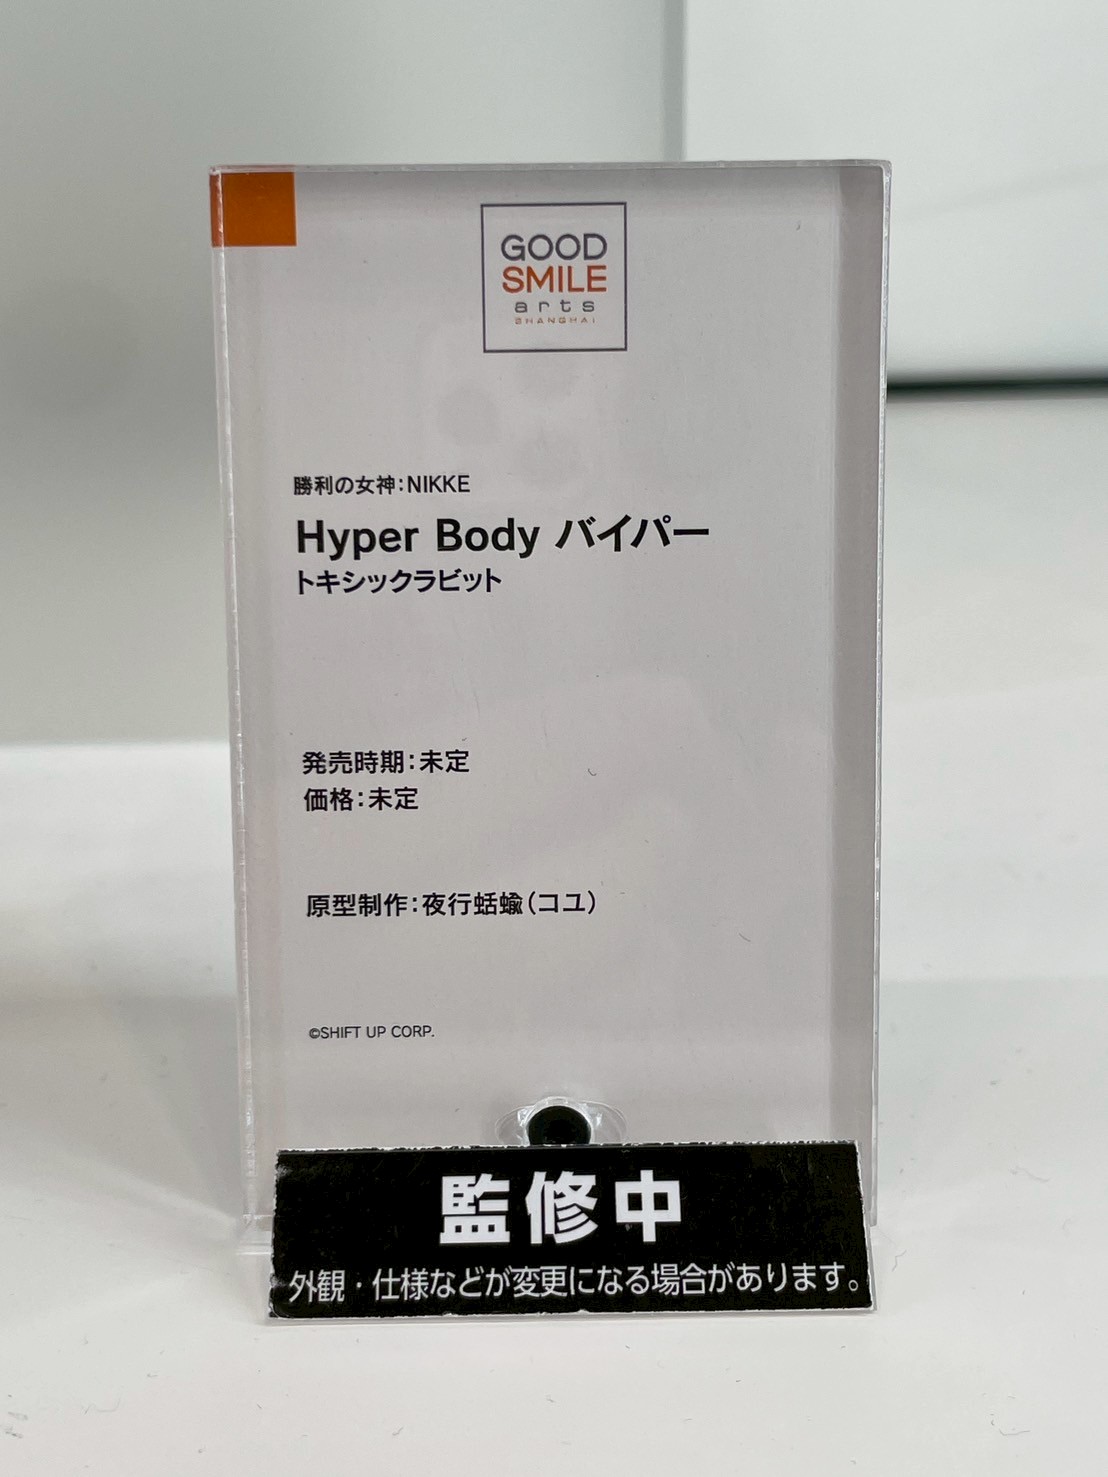 GOOD
SMILE
arts
SHANGHAI
勝利の女神：NIKKE
Hyper Body バイパー
トキシックラビット
発売時期：未定
価格：未定
原型制作：夜行蛞蝓（コユ）
©SHIFT UP CORP.
監修中
外観・仕様などが変更になる場合があります。